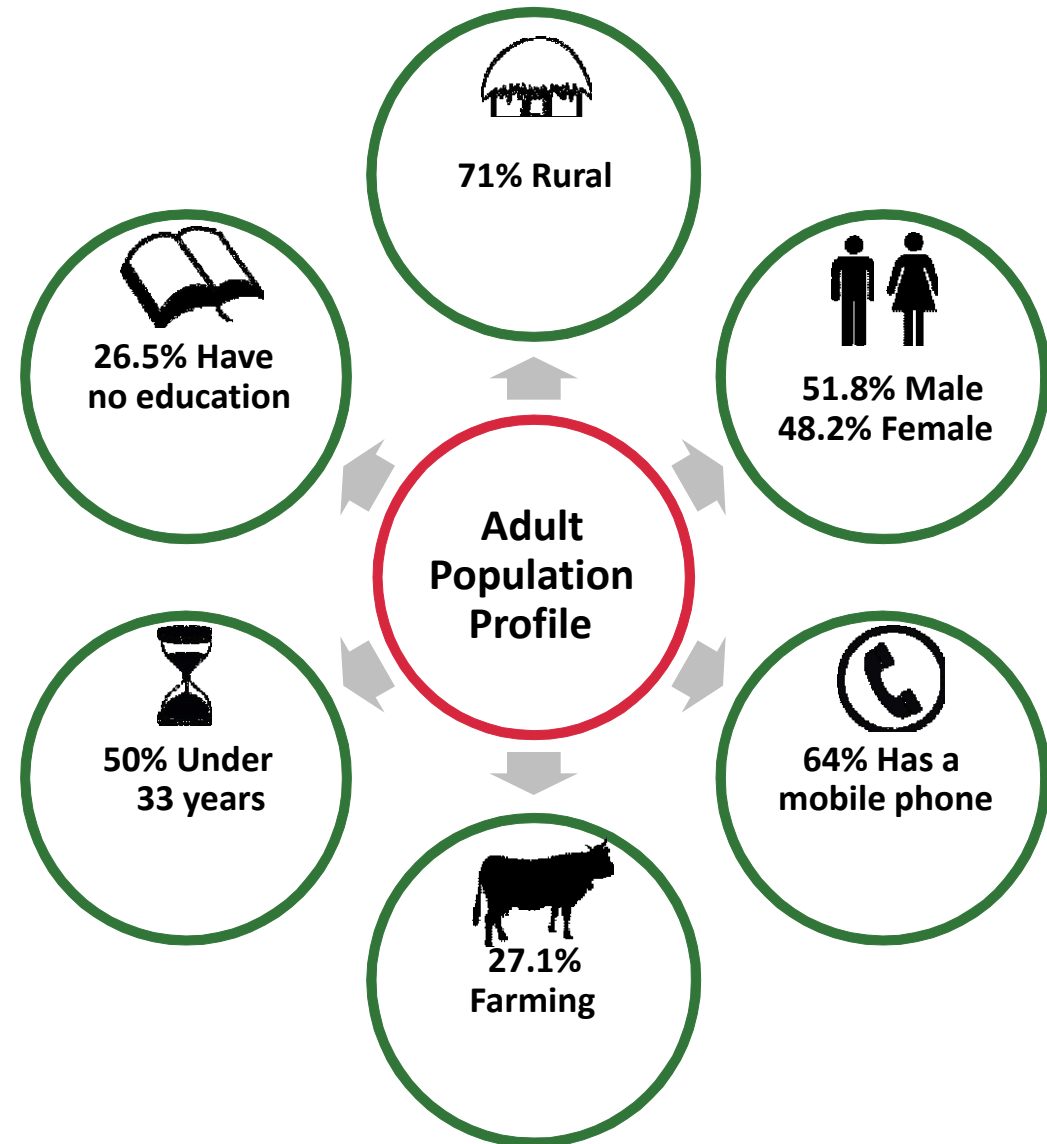 71% Rural
26.5% Have
no education
51.8% Male
48.2% Female
Adult
Population
Profile
50% Under
33 years
64% Has a
mobile phone
27.1%
Farming